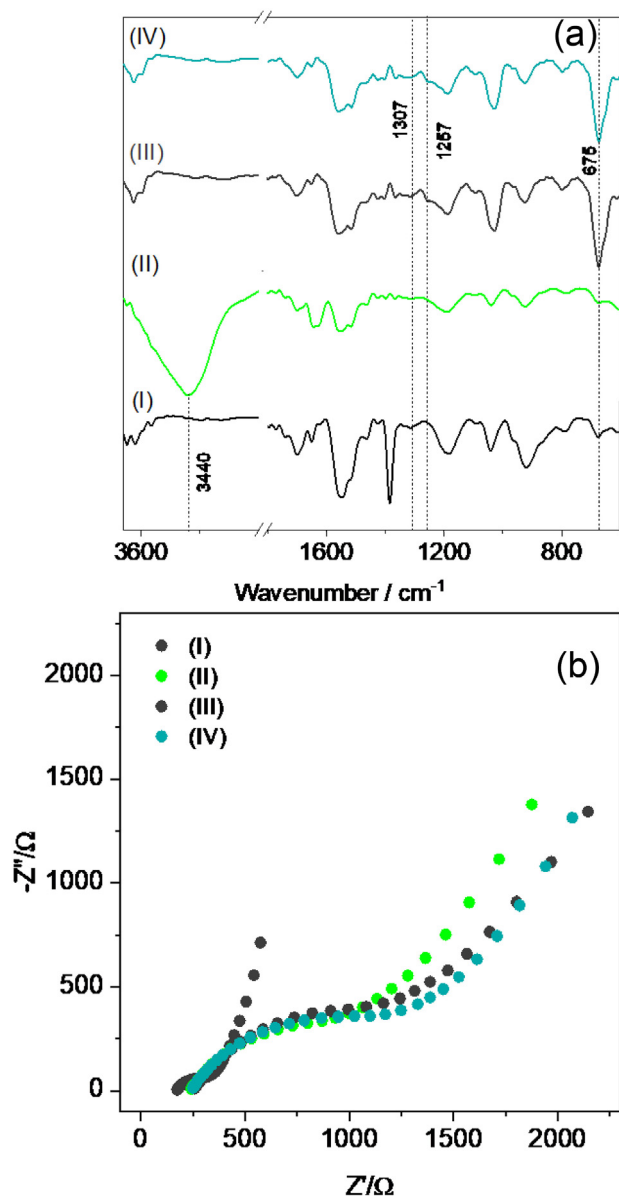 (a)
(IV)
1307
1257
675
(III)
(II)
(I)
3440
3600 1600 1200 800
Wavenumber / cm⁻¹
(b)
(I)
(II)
(III)
(IV)
2000
1500
1000
500
0
-Z"/Ω
0 500 1000 1500 2000
Z'/Ω